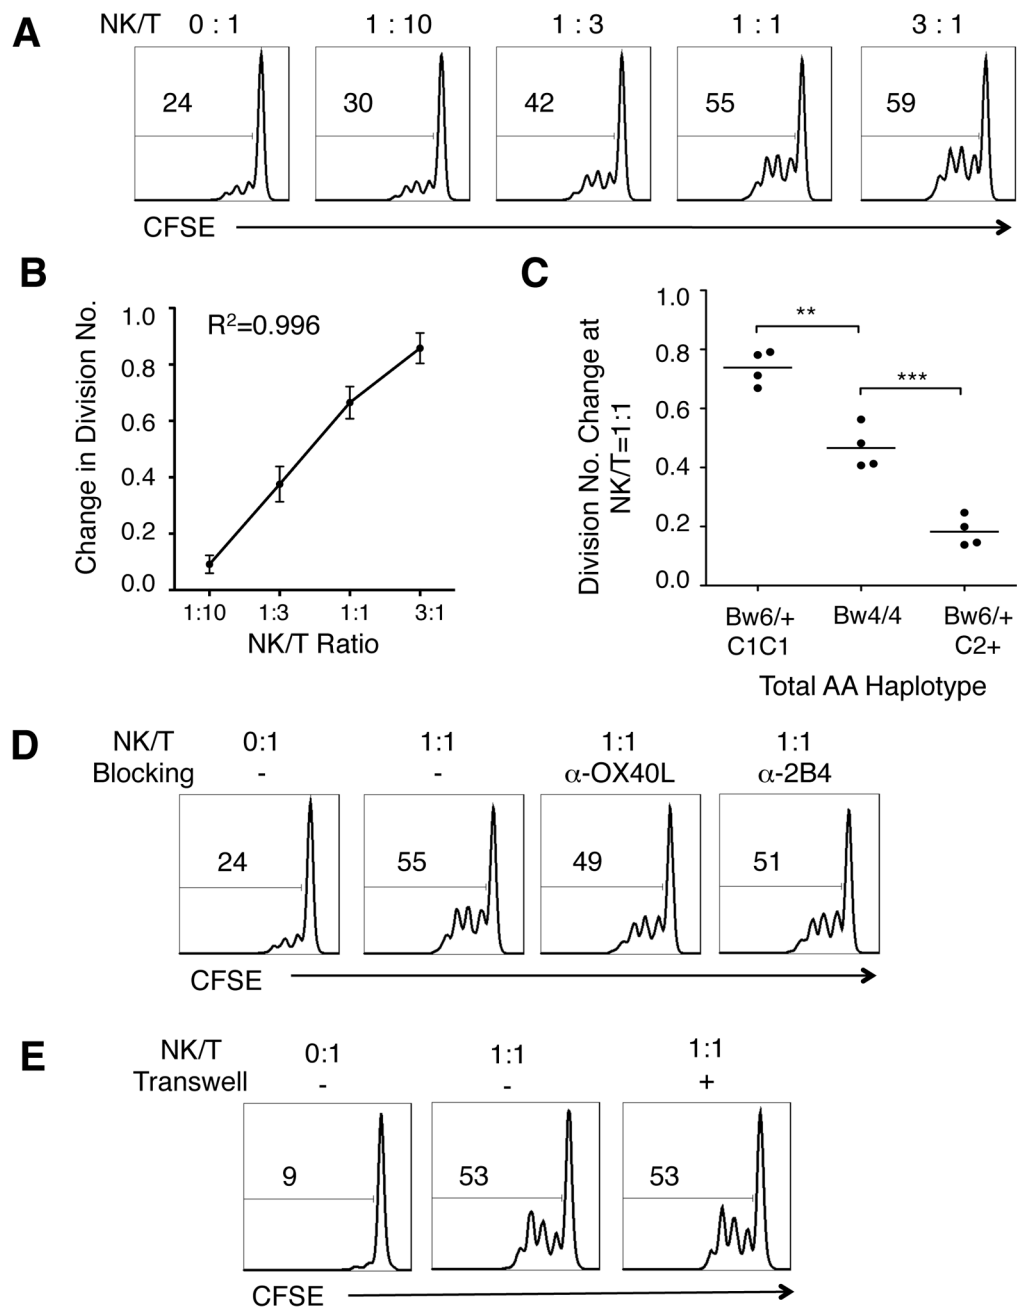 A
NK/T 0 : 1 1 : 10 1 : 3 1 : 1 3 : 1
24 30 42 55 59
CFSE
B
Change in Division No.
1.0
0.8
0.6
0.4
0.2
0.0
R²=0.996
1:10 1:3 1:1 3:1
NK/T Ratio
C
Division No. Change at
NK/T=1:1
1.0
0.8
0.6
0.4
0.2
0.0
**
***
Bw6/+ Bw4/4 Bw6/+
C1C1 C2+
Total AA Haplotype
D
NK/T 0:1 1:1 1:1 1:1
Blocking - - α-OX40L α-2B4
24 55 49 51
CFSE
E
NK/T 0:1 1:1 1:1
Transwell - - +
9 53 53
CFSE